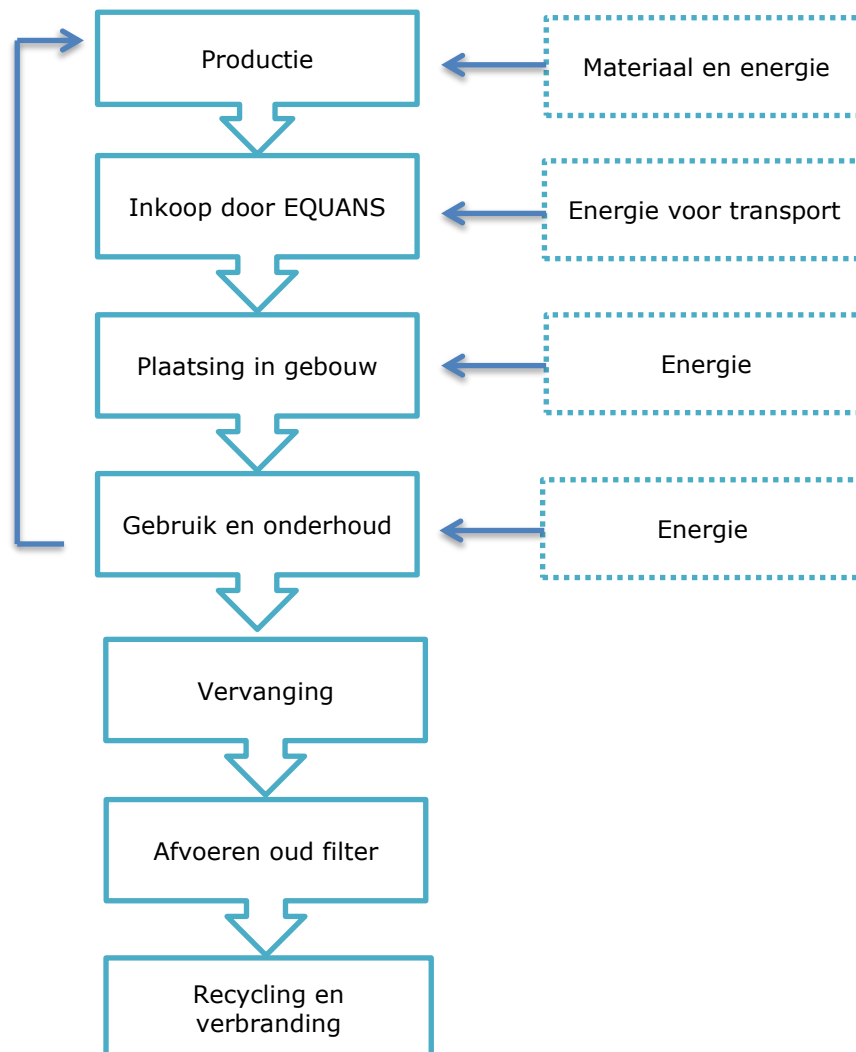 Productie
Materiaal en energie
Inkoop door EQUANS
Energie voor transport
Plaatsing in gebouw
Energie
Gebruik en onderhoud
Energie
Vervanging
Afvoeren oud filter
Recycling en
verbranding